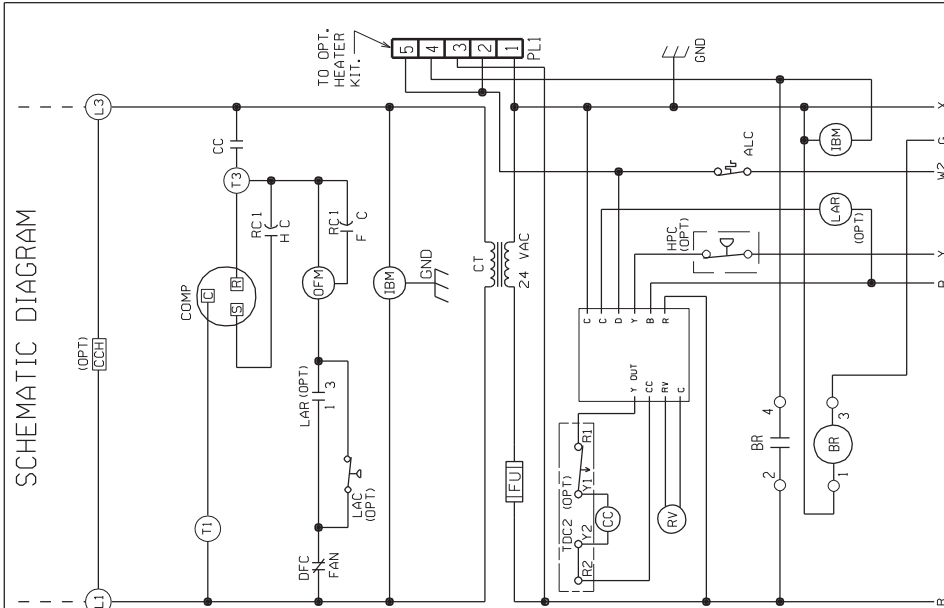 SCHEMATIC DIAGRAM
L1
L3
(OPT)
CCH
T1
COMP
C
S
R
T3
CC
RC1
H C
DFC
FAN
LAR (OPT)
1 3
LAC
(OPT)
OFM
RC1
F C
IBM
GND
CT
24 VAC
FU
TO OPT.
HEATER
KIT.
5
4
3
2
1
PL1
GND
TDC2 (OPT)
R2
Y2
Y1
R1
CC
RV
Y OUT
CC
RV
C
C
C
D
Y
B
R
HPC
(OPT)
ALC
LAR
(OPT)
IBM
BR
2
4
BR
1
3
X
G
W2
Y